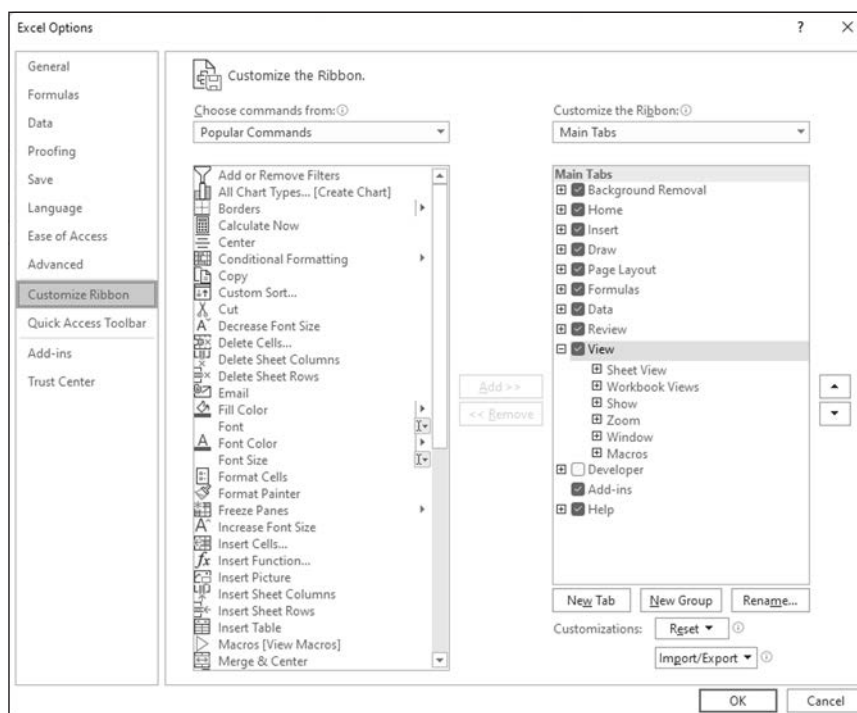 Excel Options
?
General
Formulas
Data
Proofing
Save
Language
Ease of Access
Advanced
Customize Ribbon
Quick Access Toolbar
Add-ins
Trust Center
Customize the Ribbon.
Choose commands from:
Popular Commands
Add or Remove Filters
All Chart Types... [Create Chart]
Borders
Calculate Now
Center
Conditional Formatting
Copy
Custom Sort...
Cut
Decrease Font Size
Delete Cells...
Delete Sheet Columns
Delete Sheet Rows
Email
Fill Color
Font
Font Color
Font Size
Format Cells
Format Painter
Freeze Panes
Increase Font Size
Insert Cells...
Insert Function...
Insert Picture
Insert Sheet Columns
Insert Sheet Rows
Insert Table
Macros [View Macros]
Merge & Center
Add >>
<< Remove
Customize the Ribbon:
Main Tabs
Main Tabs
Background Removal
Home
Insert
Draw
Page Layout
Formulas
Data
Review
View
Sheet View
Workbook Views
Show
Zoom
Window
Macros
Developer
Add-ins
Help
New Tab
New Group
Rename...
Customizations:
Reset
Import/Export
OK
Cancel